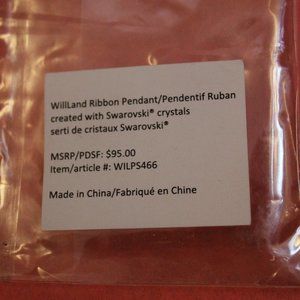 WillLand Ribbon Pendant/Pendentif Ruban
created with Swarovski® crystals
serti de cristaux Swarovski®
MSRP/PDSF: $95.00
Item/article #: WILPS466
Made in China/Fabriqué en Chine